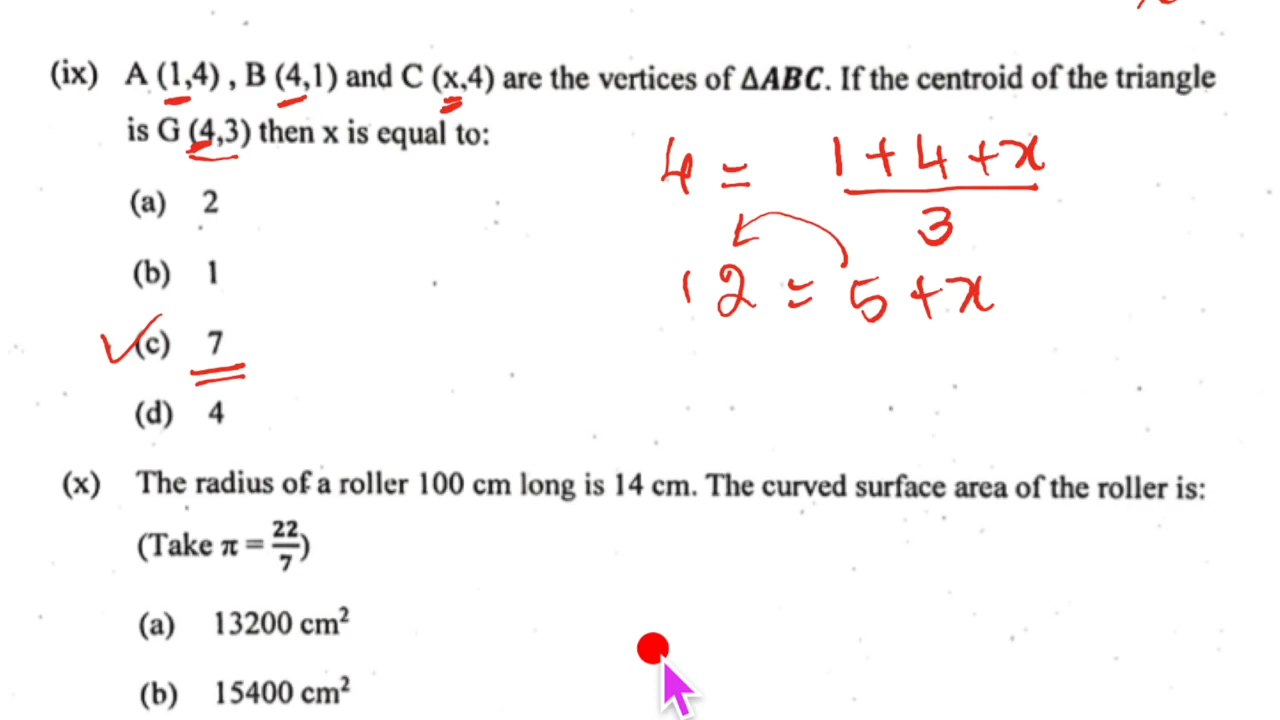 (ix) A (1,4) , B (4,1) and C (x,4) are the vertices of ΔABC. If the centroid of the triangle
is G (4,3) then x is equal to:
4 = 1 + 4 + x / 3
(a) 2
(b) 1
12 = 5 + x
(c) 7
(d) 4
(x) The radius of a roller 100 cm long is 14 cm. The curved surface area of the roller is:
(Take π = 22/7)
(a) 13200 cm²
(b) 15400 cm²